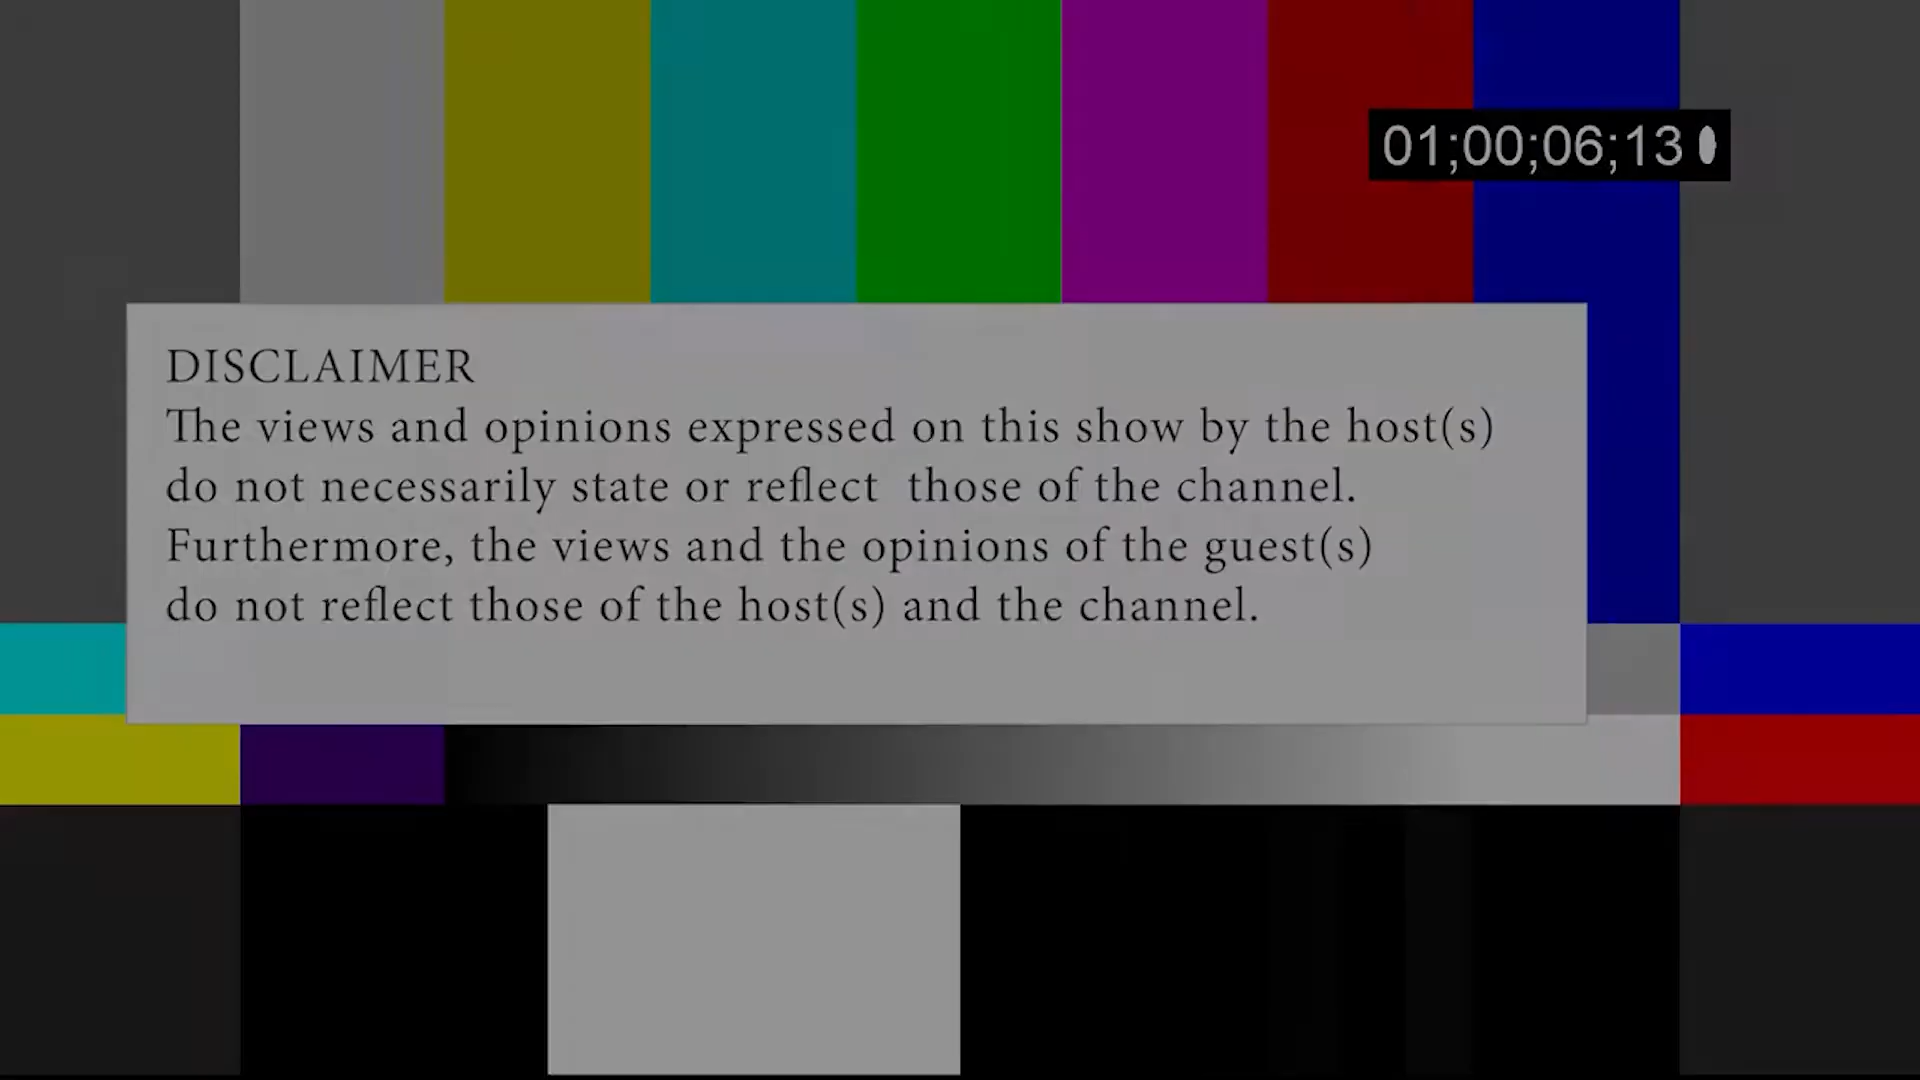 01;00;06;13
DISCLAIMER
The views and opinions expressed on this show by the host(s)
do not necessarily state or reflect those of the channel.
Furthermore, the views and the opinions of the guest(s)
do not reflect those of the host(s) and the channel.